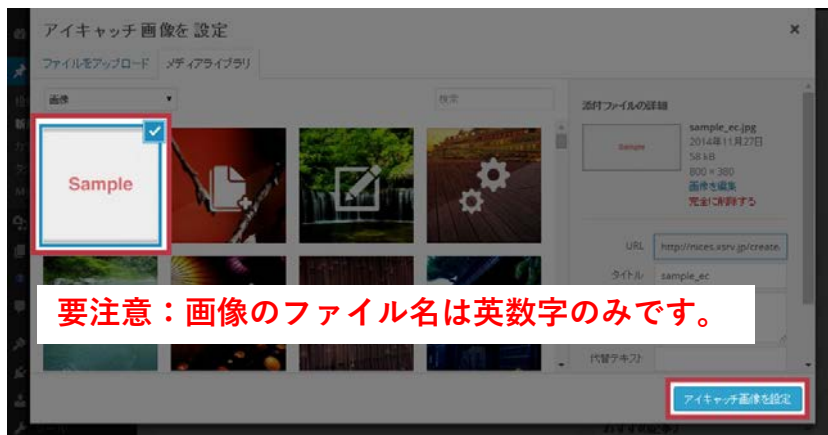 アイキャッチ画像を設定
×
ファイルをアップロード メディアライブラリ
画像
検索
添付ファイルの詳細
Sample
Sample
sample_ec.jpg
2014年11月27日
58 kB
800 × 380
画像を編集
完全に削除する
URL http://nices.xsrv.jp/create.
タイトル sample_ec
要注意：画像のファイル名は英数字のみです。
代替テキスト
アイキャッチ画像を設定